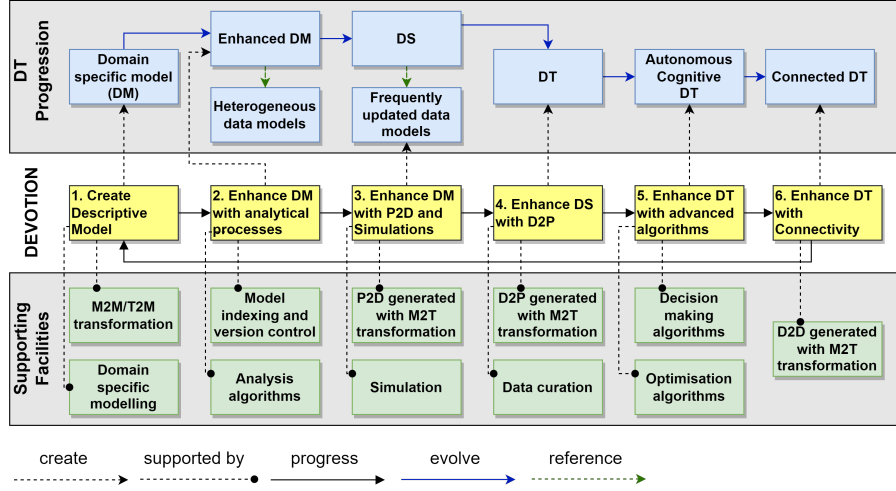 DT
Progression
Domain
specific model
(DM)
Enhanced DM
Heterogeneous
data models
DS
Frequently
updated data
models
DT
Autonomous
Cognitive
DT
Connected DT
DEVOTION
1. Create
Descriptive
Model
2. Enhance DM
with analytical
processes
3. Enhance DM
with P2D and
Simulations
4. Enhance DS
with D2P
5. Enhance DT
with advanced
algorithms
6. Enhance DT
with
Connectivity
Supporting
Facilities
M2M/T2M
transformation
Model
indexing and
version control
P2D generated
with M2T
transformation
D2P generated
with M2T
transformation
Decision
making
algorithms
D2D generated
with M2T
transformation
Domain
specific
modelling
Analysis
algorithms
Simulation
Data curation
Optimisation
algorithms
create
supported by
progress
evolve
reference